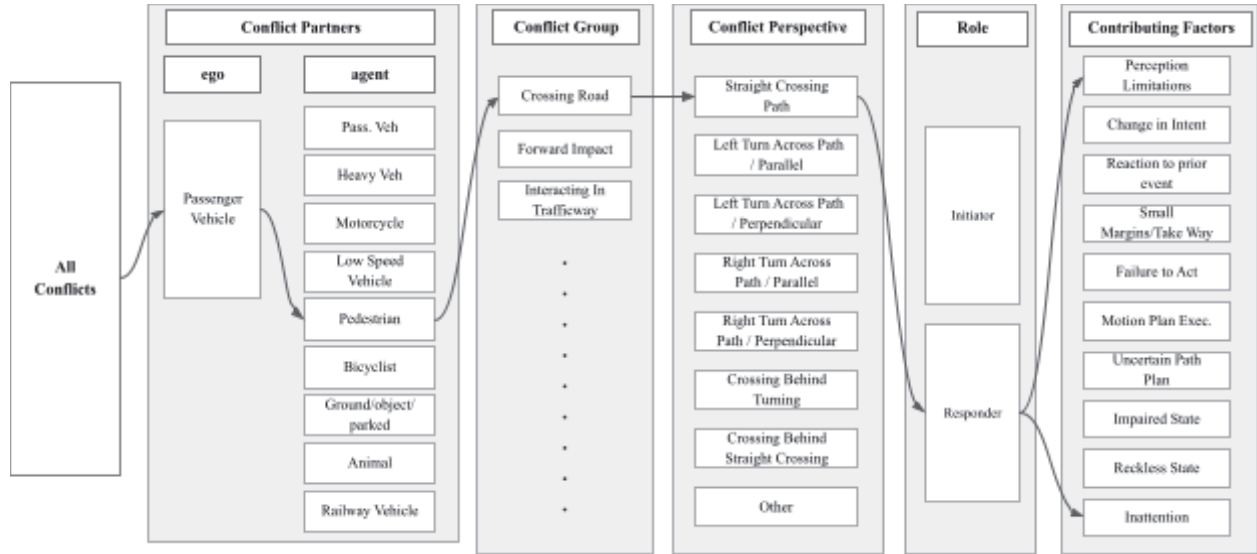 All
Conflicts
Conflict Partners
ego
Passenger
Vehicle
agent
Pass. Veh
Heavy Veh
Motorcycle
Low Speed
Vehicle
Pedestrian
Bicyclist
Ground/object/
parked
Animal
Railway Vehicle
Conflict Group
Crossing Road
Forward Impact
Interacting In
Trafficway
Conflict Perspective
Straight Crossing
Path
Left Turn Across Path
/ Parallel
Left Turn Across Path
/ Perpendicular
Right Turn Across
Path / Parallel
Right Turn Across
Path / Perpendicular
Crossing Behind
Turning
Crossing Behind
Straight Crossing
Other
Role
Initiator
Responder
Contributing Factors
Perception
Limitations
Change in Intent
Reaction to prior
event
Small
Margins/Take Way
Failure to Act
Motion Plan Exec.
Uncertain Path
Plan
Impaired State
Reckless State
Inattention